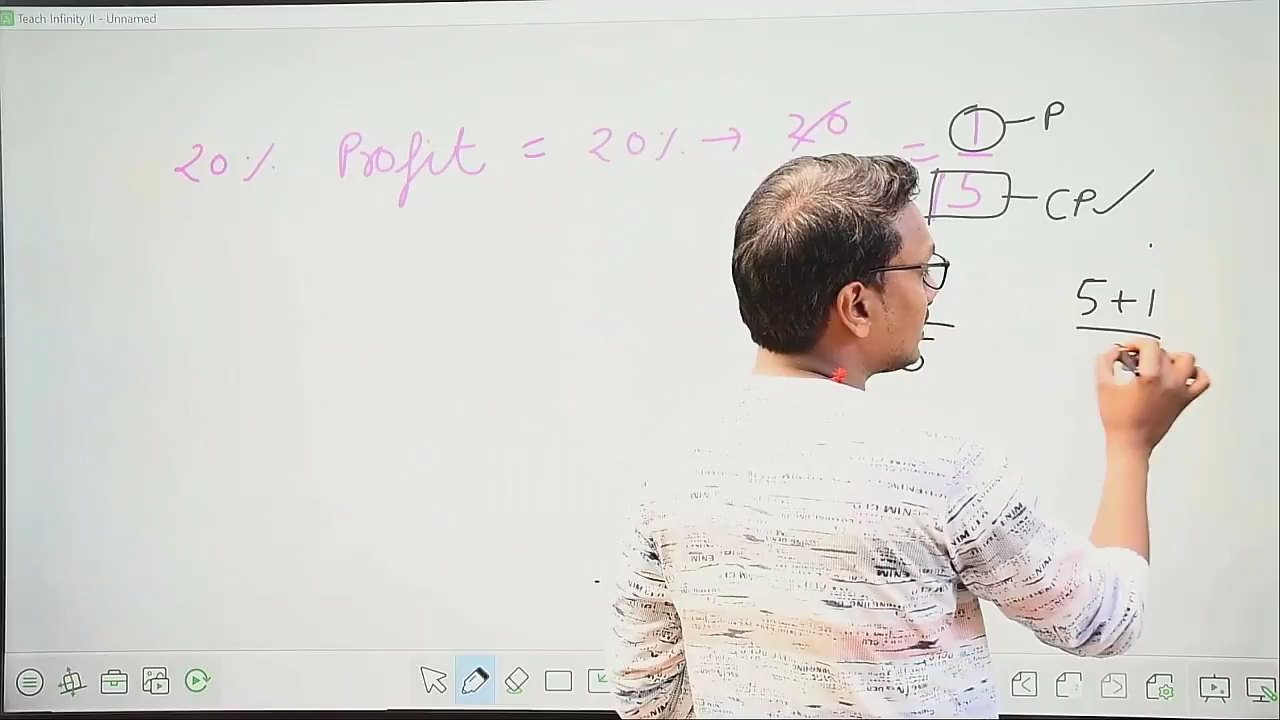 Teach Infinity II - Unnamed
20% Profit = 20% → 20 = 1 - P
5 - CP ✓
5+1